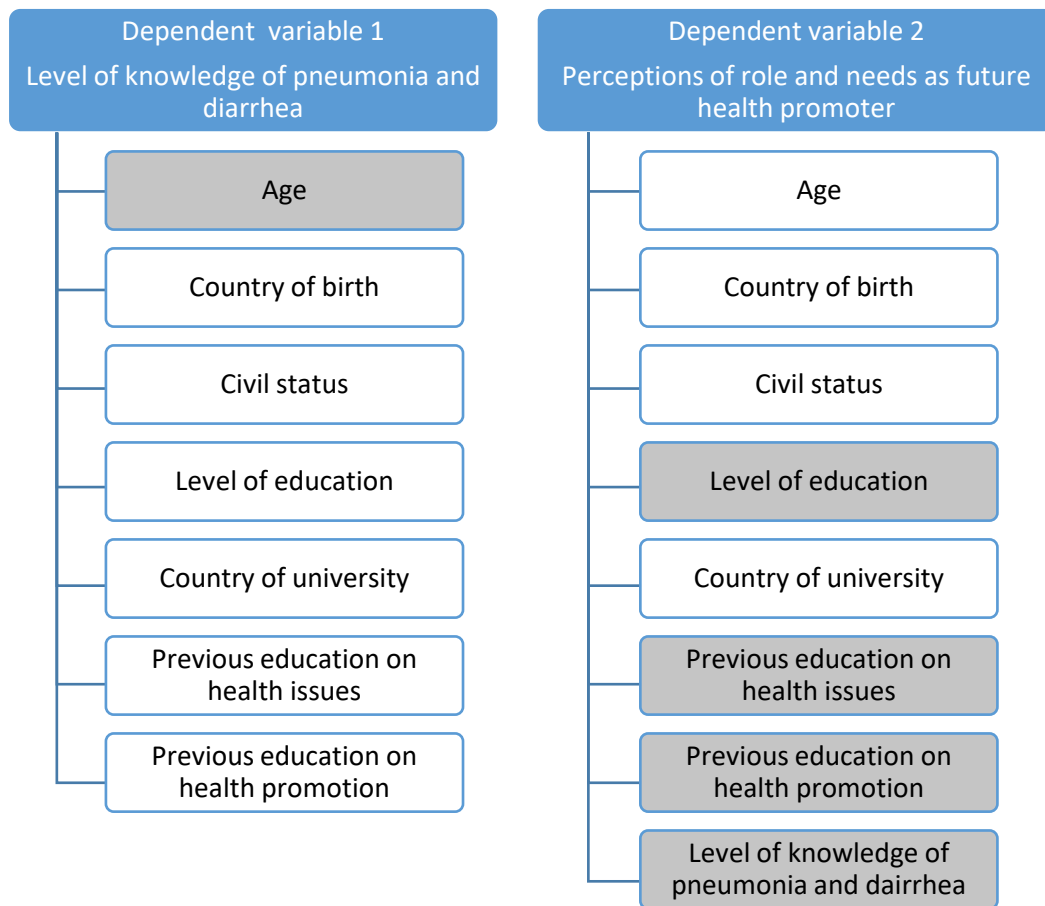 Dependent variable 1
Level of knowledge of pneumonia and
diarrhea
Age
Country of birth
Civil status
Level of education
Country of university
Previous education on
health issues
Previous education on
health promotion
Dependent variable 2
Perceptions of role and needs as future
health promoter
Age
Country of birth
Civil status
Level of education
Country of university
Previous education on
health issues
Previous education on
health promotion
Level of knowledge of
pneumonia and dairrhea